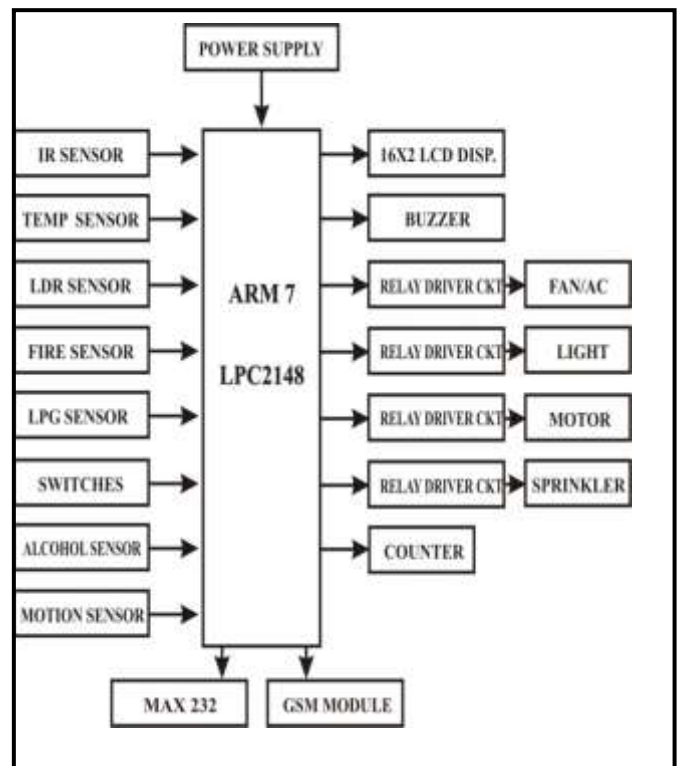 POWER SUPPLY
IR SENSOR
TEMP SENSOR
LDR SENSOR
FIRE SENSOR
LPG SENSOR
SWITCHES
ALCOHOL SENSOR
MOTION SENSOR
ARM 7
LPC2148
16X2 LCD DISP.
BUZZER
RELAY DRIVER CKT
FAN/AC
RELAY DRIVER CKT
LIGHT
RELAY DRIVER CKT
MOTOR
RELAY DRIVER CKT
SPRINKLER
COUNTER
MAX 232
GSM MODULE